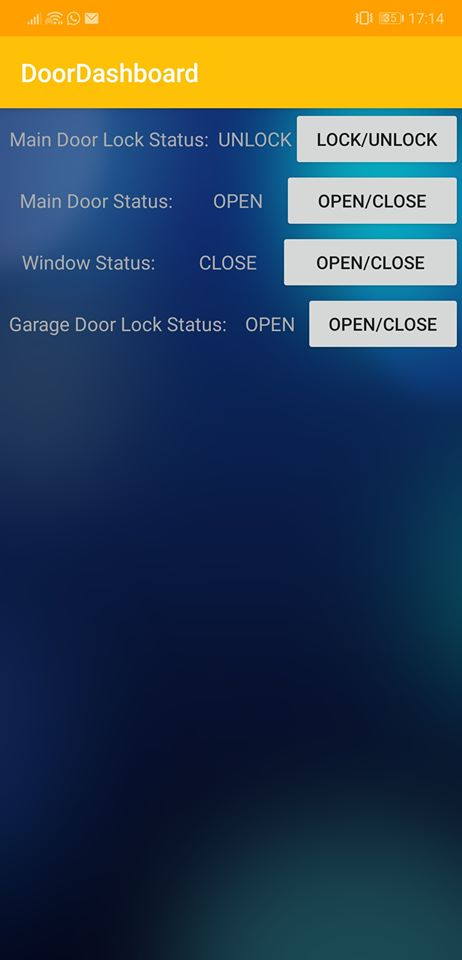 35 17:14
DoorDashboard
Main Door Lock Status: UNLOCK LOCK/UNLOCK
Main Door Status: OPEN OPEN/CLOSE
Window Status: CLOSE OPEN/CLOSE
Garage Door Lock Status: OPEN OPEN/CLOSE